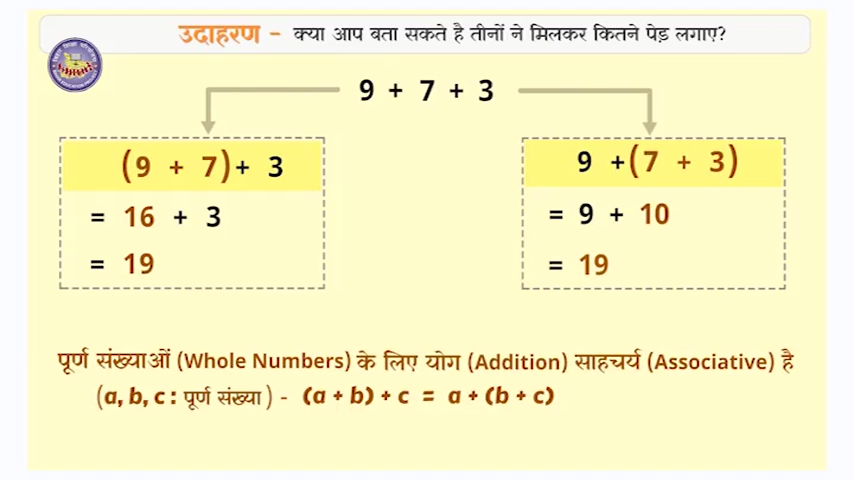 उदाहरण - क्या आप बता सकते है तीनों ने मिलकर कितने पेड़ लगाए?
9 + 7 + 3
(9 + 7) + 3
= 16 + 3
= 19
9 + (7 + 3)
= 9 + 10
= 19
पूर्ण संख्याओं (Whole Numbers) के लिए योग (Addition) साहचर्य (Associative) है
(a, b, c : पूर्ण संख्या) - (a + b) + c = a + (b + c)